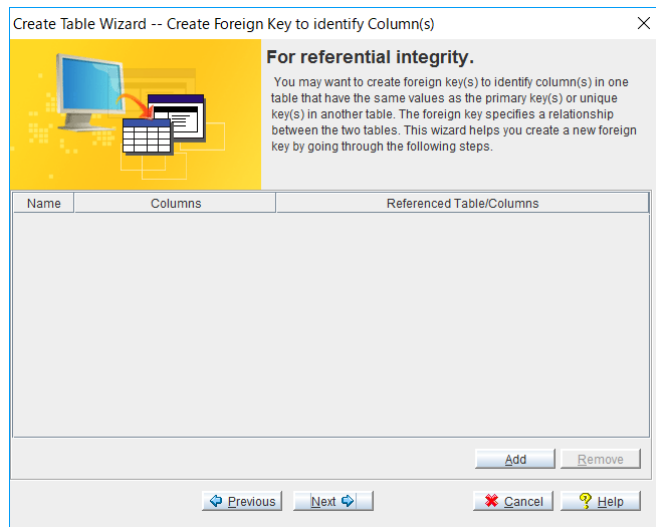 Create Table Wizard -- Create Foreign Key to identify Column(s)
For referential integrity.
You may want to create foreign key(s) to identify column(s) in one
table that have the same values as the primary key(s) or unique
key(s) in another table. The foreign key specifies a relationship
between the two tables. This wizard helps you create a new foreign
key by going through the following steps.
Name Columns Referenced Table/Columns
Add Remove
Previous Next Cancel Help